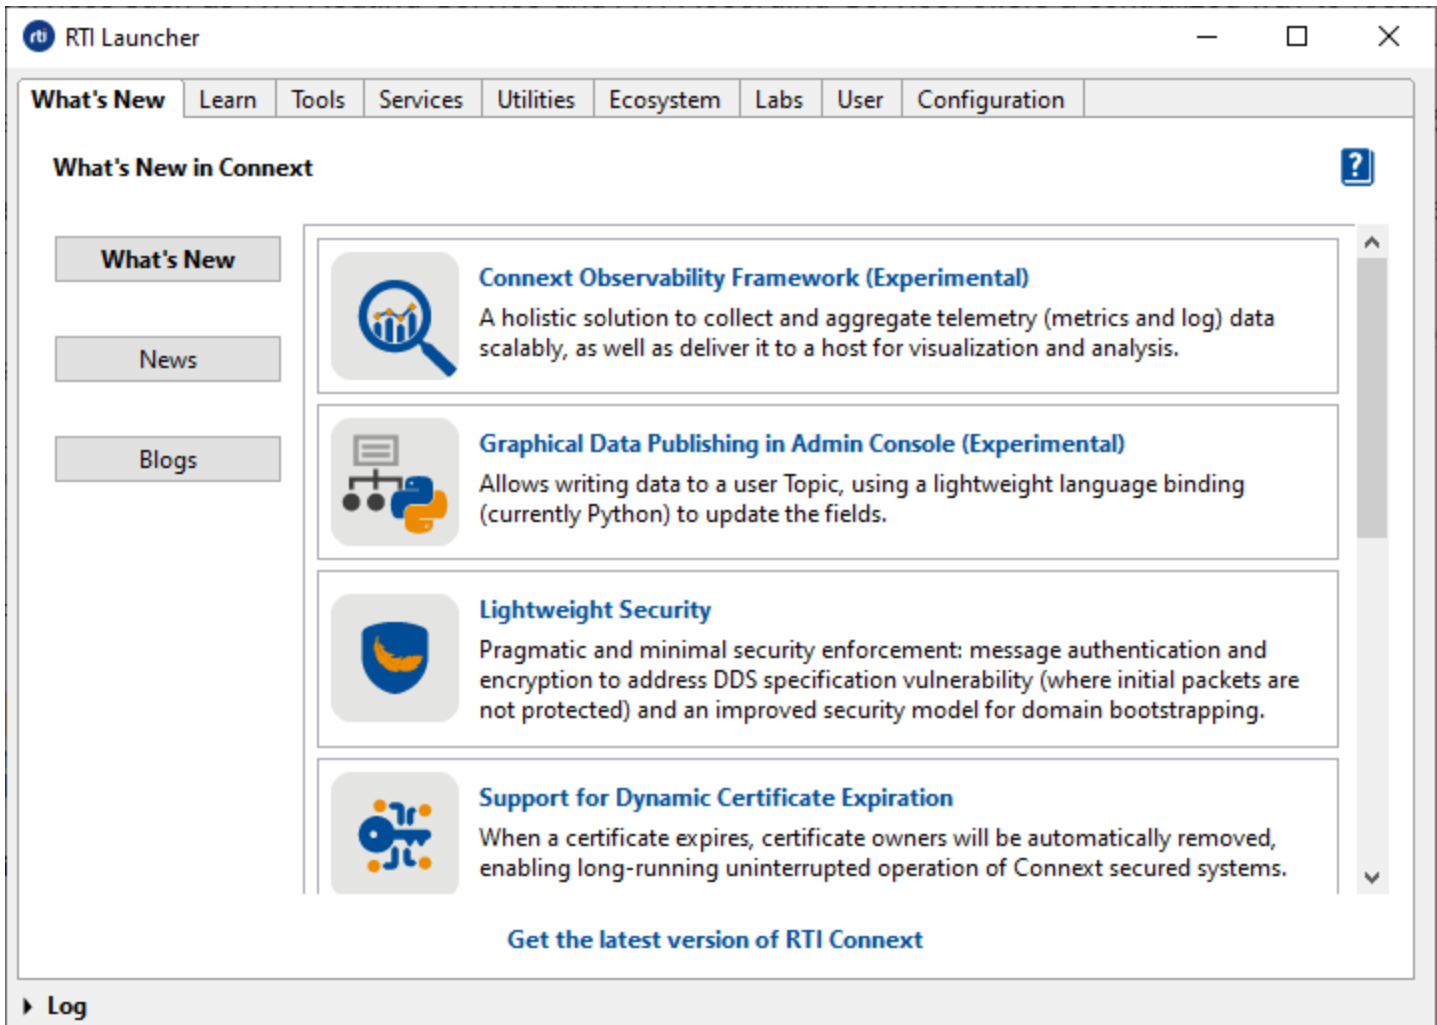 rti RTI Launcher
What's New Learn Tools Services Utilities Ecosystem Labs User Configuration
What's New in Connext
?
What's New
News
Blogs
Connext Observability Framework (Experimental)
A holistic solution to collect and aggregate telemetry (metrics and log) data
scalably, as well as deliver it to a host for visualization and analysis.
Graphical Data Publishing in Admin Console (Experimental)
Allows writing data to a user Topic, using a lightweight language binding
(currently Python) to update the fields.
Lightweight Security
Pragmatic and minimal security enforcement: message authentication and
encryption to address DDS specification vulnerability (where initial packets are
not protected) and an improved security model for domain bootstrapping.
Support for Dynamic Certificate Expiration
When a certificate expires, certificate owners will be automatically removed,
enabling long-running uninterrupted operation of Connext secured systems.
Get the latest version of RTI Connext
Log